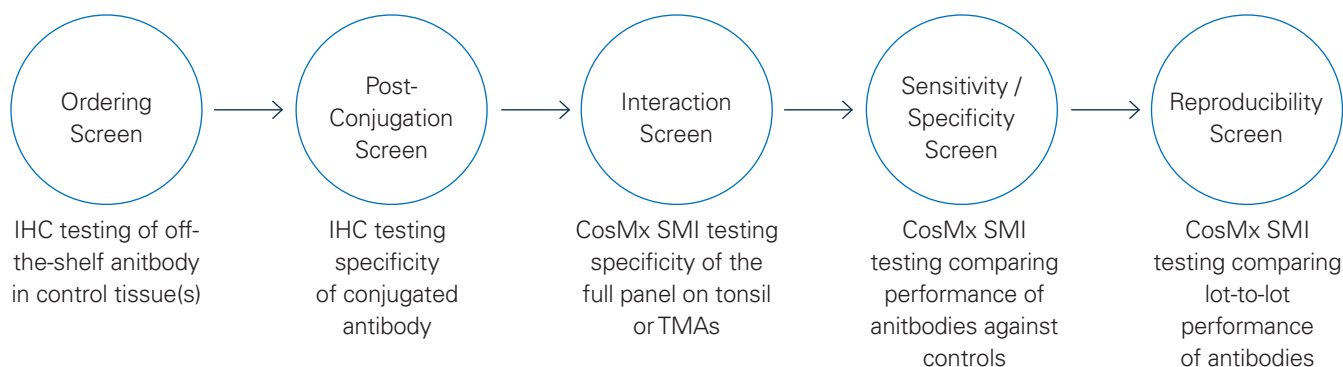 Ordering
Screen
Post-
Conjugation
Screen
Interaction
Screen
Sensitivity /
Specificity
Screen
Reproducibility
Screen
IHC testing of off-
the-shelf anitbody
in control tissue(s)
IHC testing
specificity
of conjugated
antibody
CosMx SMI testing
specificity of the
full panel on tonsil
or TMAs
CosMx SMI
testing comparing
performance of
anitbodies against
controls
CosMx SMI
testing comparing
lot-to-lot
performance
of antibodies